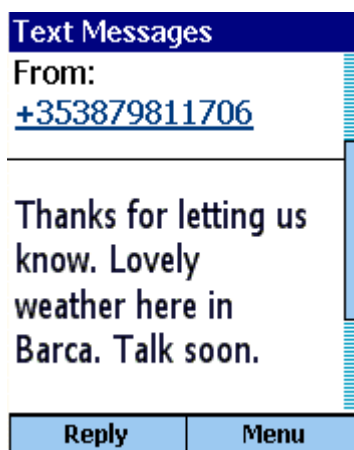 Text Messages
From:
+353879811706
Thanks for letting us
know. Lovely
weather here in
Barca. Talk soon.
Reply Menu